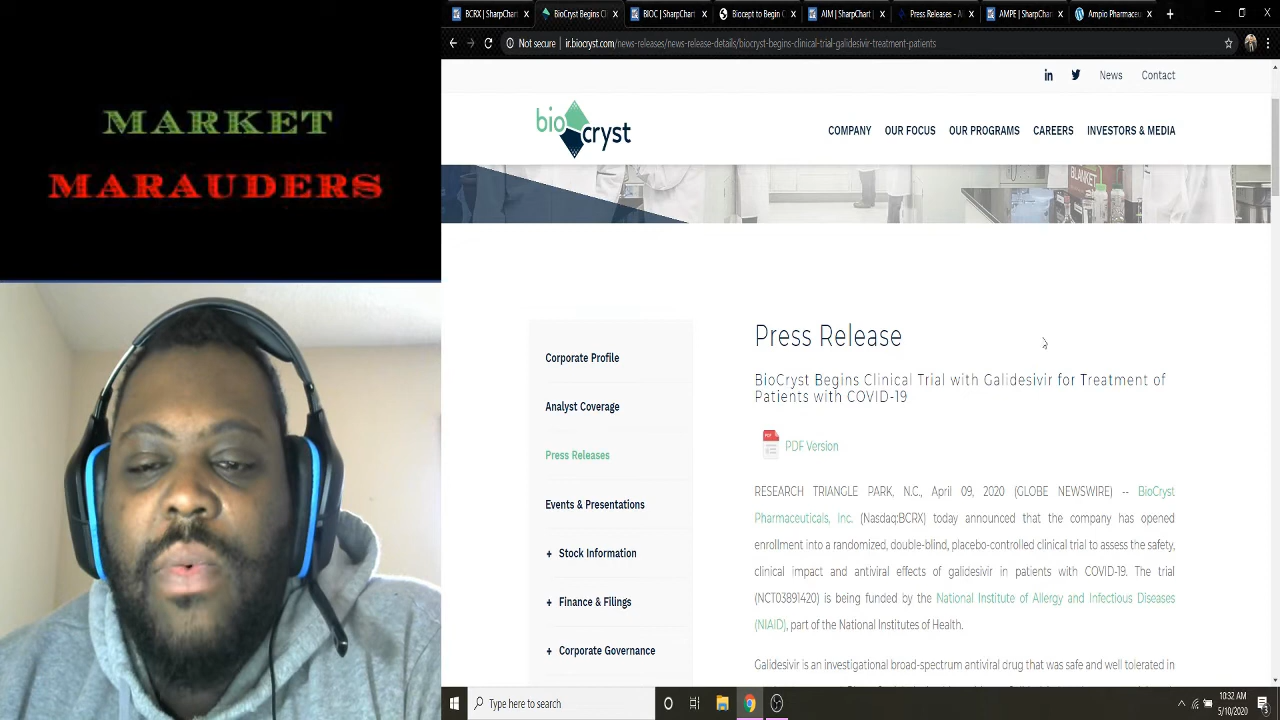 MARKET
MARAUDERS
BCRX | SharpChart
BioCryst Begins Cl
BIOC | SharpChart
Biocept to Begin C
AIM | SharpChart
Press Releases - A
AMPE | SharpChart
Ampio Pharmaceu
Not secure | ir.biocryst.com/news-releases/news-release-details/biocryst-begins-clinical-trial-galidesivir-treatment-patients
in News Contact
biocryst
COMPANY OUR FOCUS OUR PROGRAMS CAREERS INVESTORS & MEDIA
BLANKET
Corporate Profile
Analyst Coverage
Press Releases
Events & Presentations
+ Stock Information
+ Finance & Filings
+ Corporate Governance
Press Release
BioCryst Begins Clinical Trial with Galidesivir for Treatment of
Patients with COVID-19
PDF Version
RESEARCH TRIANGLE PARK, N.C., April 09, 2020 (GLOBE NEWSWIRE) -- BioCryst
Pharmaceuticals, Inc. (Nasdaq:BCRX) today announced that the company has opened
enrollment into a randomized, double-blind, placebo-controlled clinical trial to assess the safety,
clinical impact and antiviral effects of galidesivir in patients with COVID-19. The trial
(NCT03891420) is being funded by the National Institute of Allergy and Infectious Diseases
(NIAID), part of the National Institutes of Health.
Galidesivir is an investigational broad-spectrum antiviral drug that was safe and well tolerated in
Type here to search
10:32 AM
5/10/2020
3